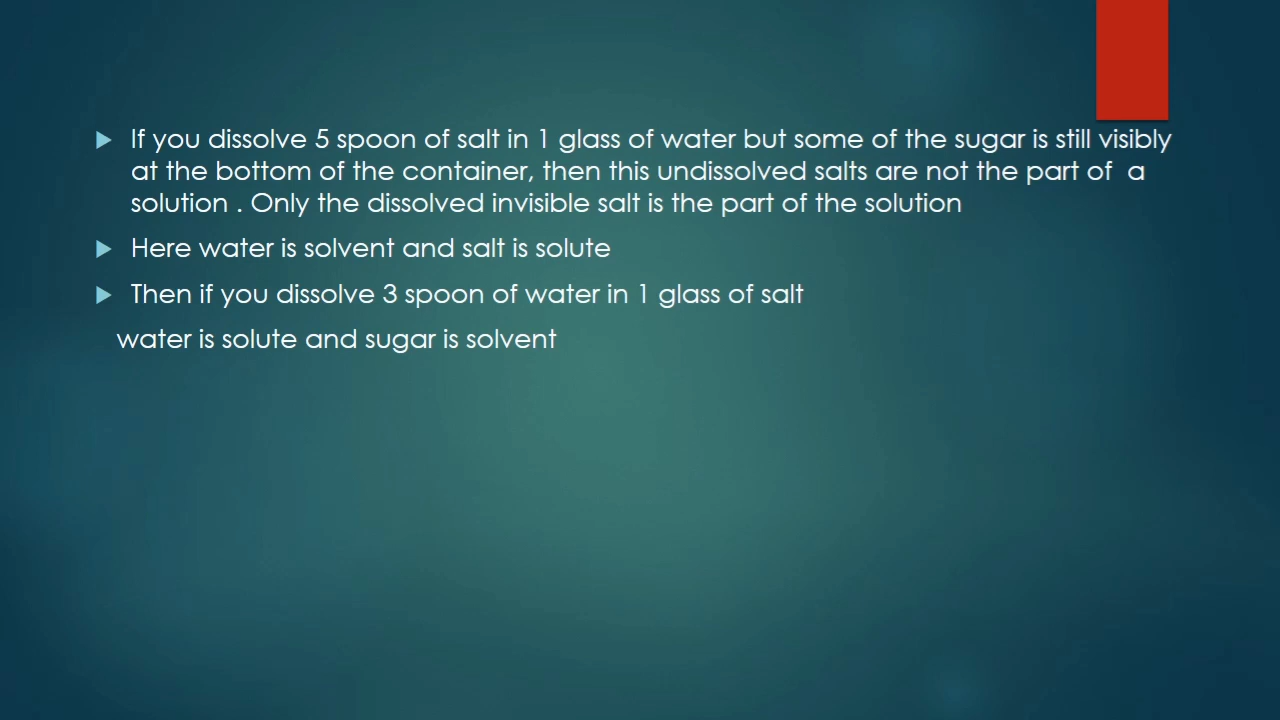 If you dissolve 5 spoon of salt in 1 glass of water but some of the sugar is still visibly
at the bottom of the container, then this undissolved salts are not the part of  a
solution . Only the dissolved invisible salt is the part of the solution
Here water is solvent and salt is solute
Then if you dissolve 3 spoon of water in 1 glass of salt
water is solute and sugar is solvent